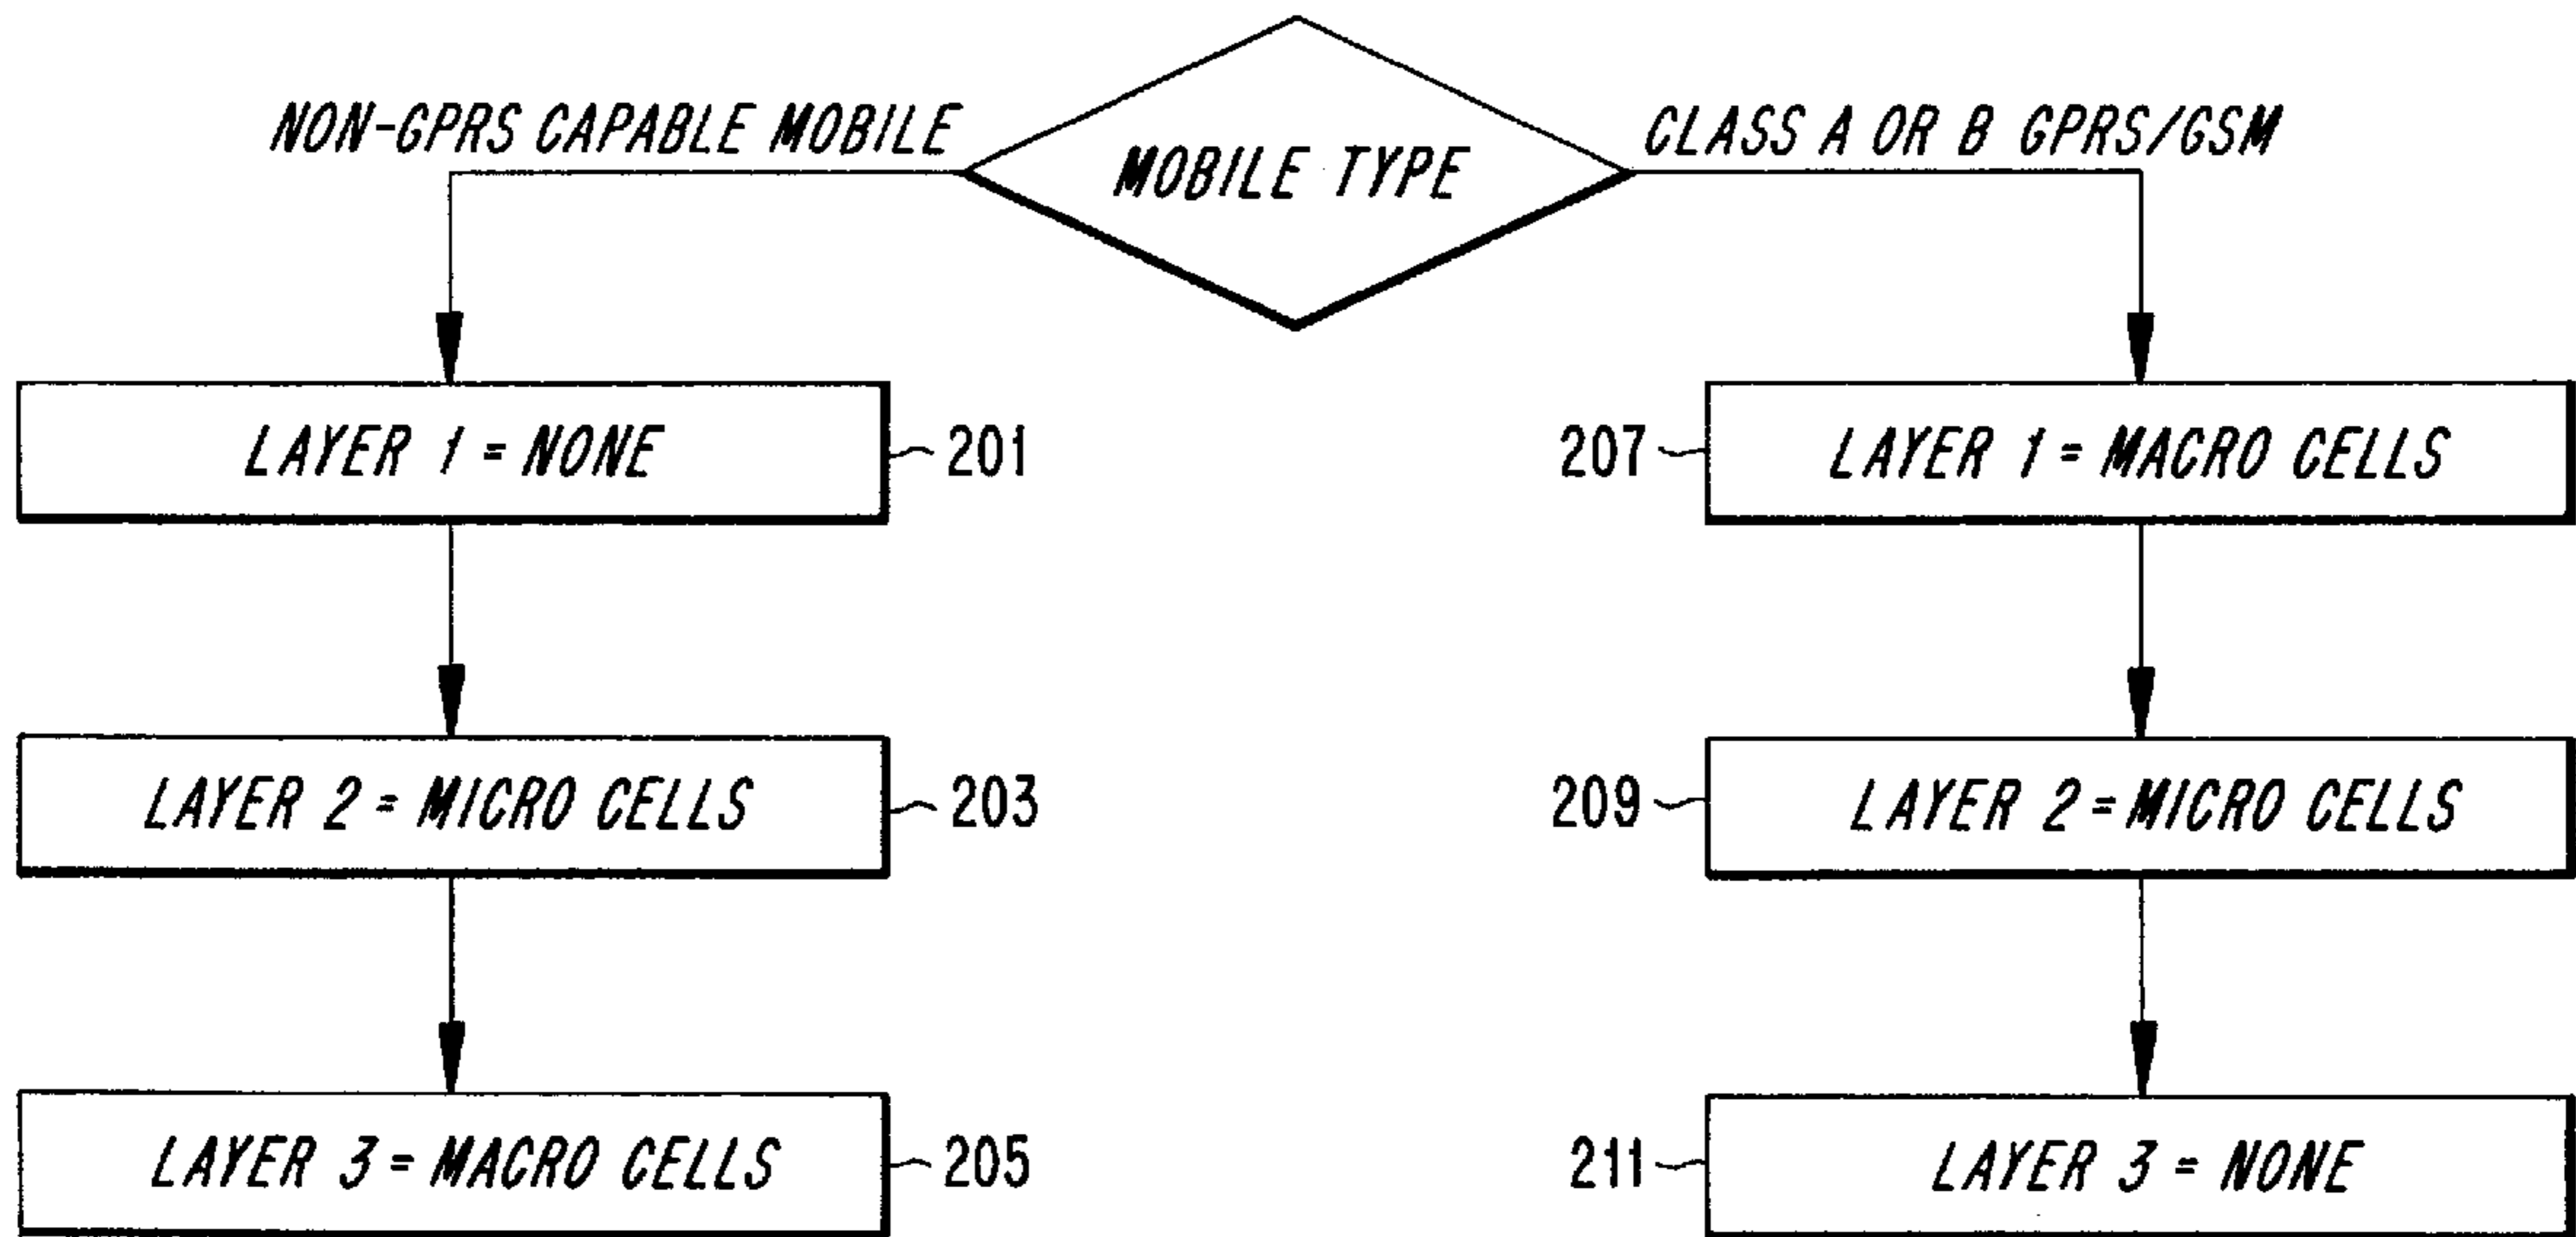 NON-GPRS CAPABLE MOBILE
MOBILE TYPE
CLASS A OR B GPRS/GSM
LAYER 1 = NONE
201
207
LAYER 1 = MACRO CELLS
LAYER 2 = MICRO CELLS
203
209
LAYER 2 = MICRO CELLS
LAYER 3 = MACRO CELLS
205
211
LAYER 3 = NONE